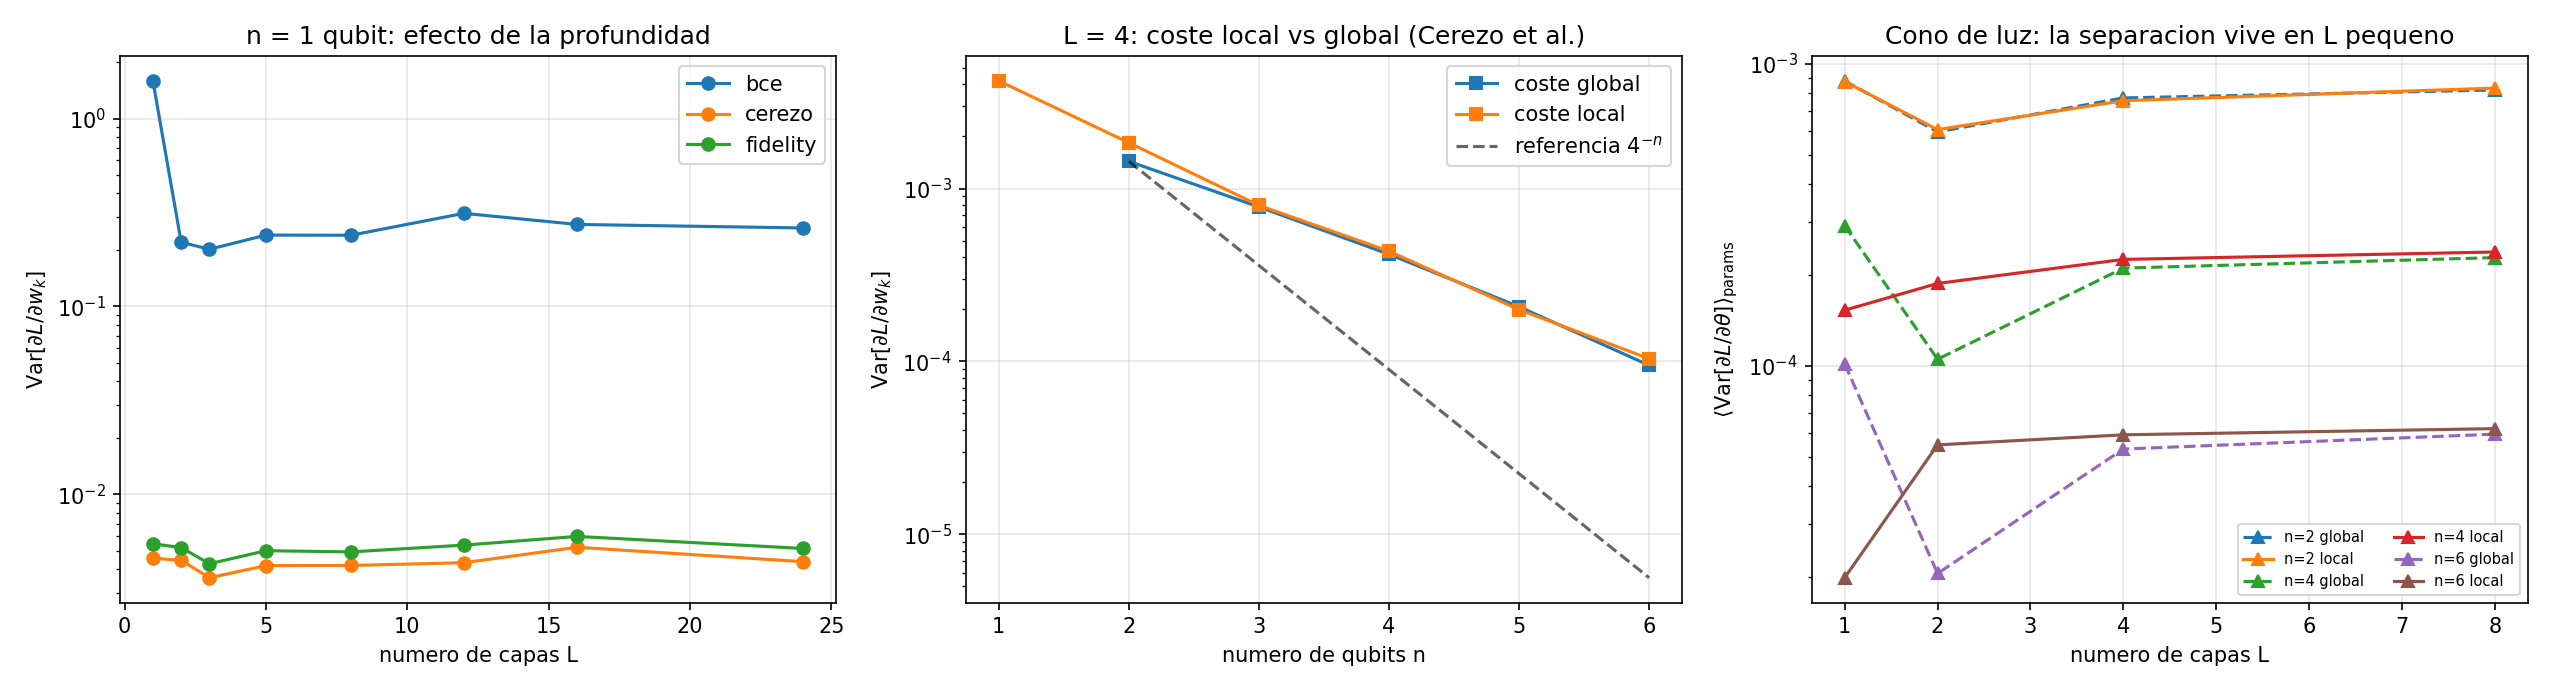 n = 1 qubit: efecto de la profundidad
Var[∂L/∂w_k]
10^0
10^{-1}
10^{-2}
bce
cerezo
fidelity
0 5 10 15 20 25
numero de capas L
L = 4: coste local vs global (Cerezo et al.)
Var[∂L/∂w_k]
10^{-3}
10^{-4}
10^{-5}
coste global
coste local
referencia 4^{-n}
1 2 3 4 5 6
numero de qubits n
Cono de luz: la separacion vive en L pequeno
⟨Var[∂L/∂θ]⟩_params
10^{-3}
10^{-4}
n=2 global
n=2 local
n=4 global
n=4 local
n=6 global
n=6 local
1 2 3 4 5 6 7 8
numero de capas L